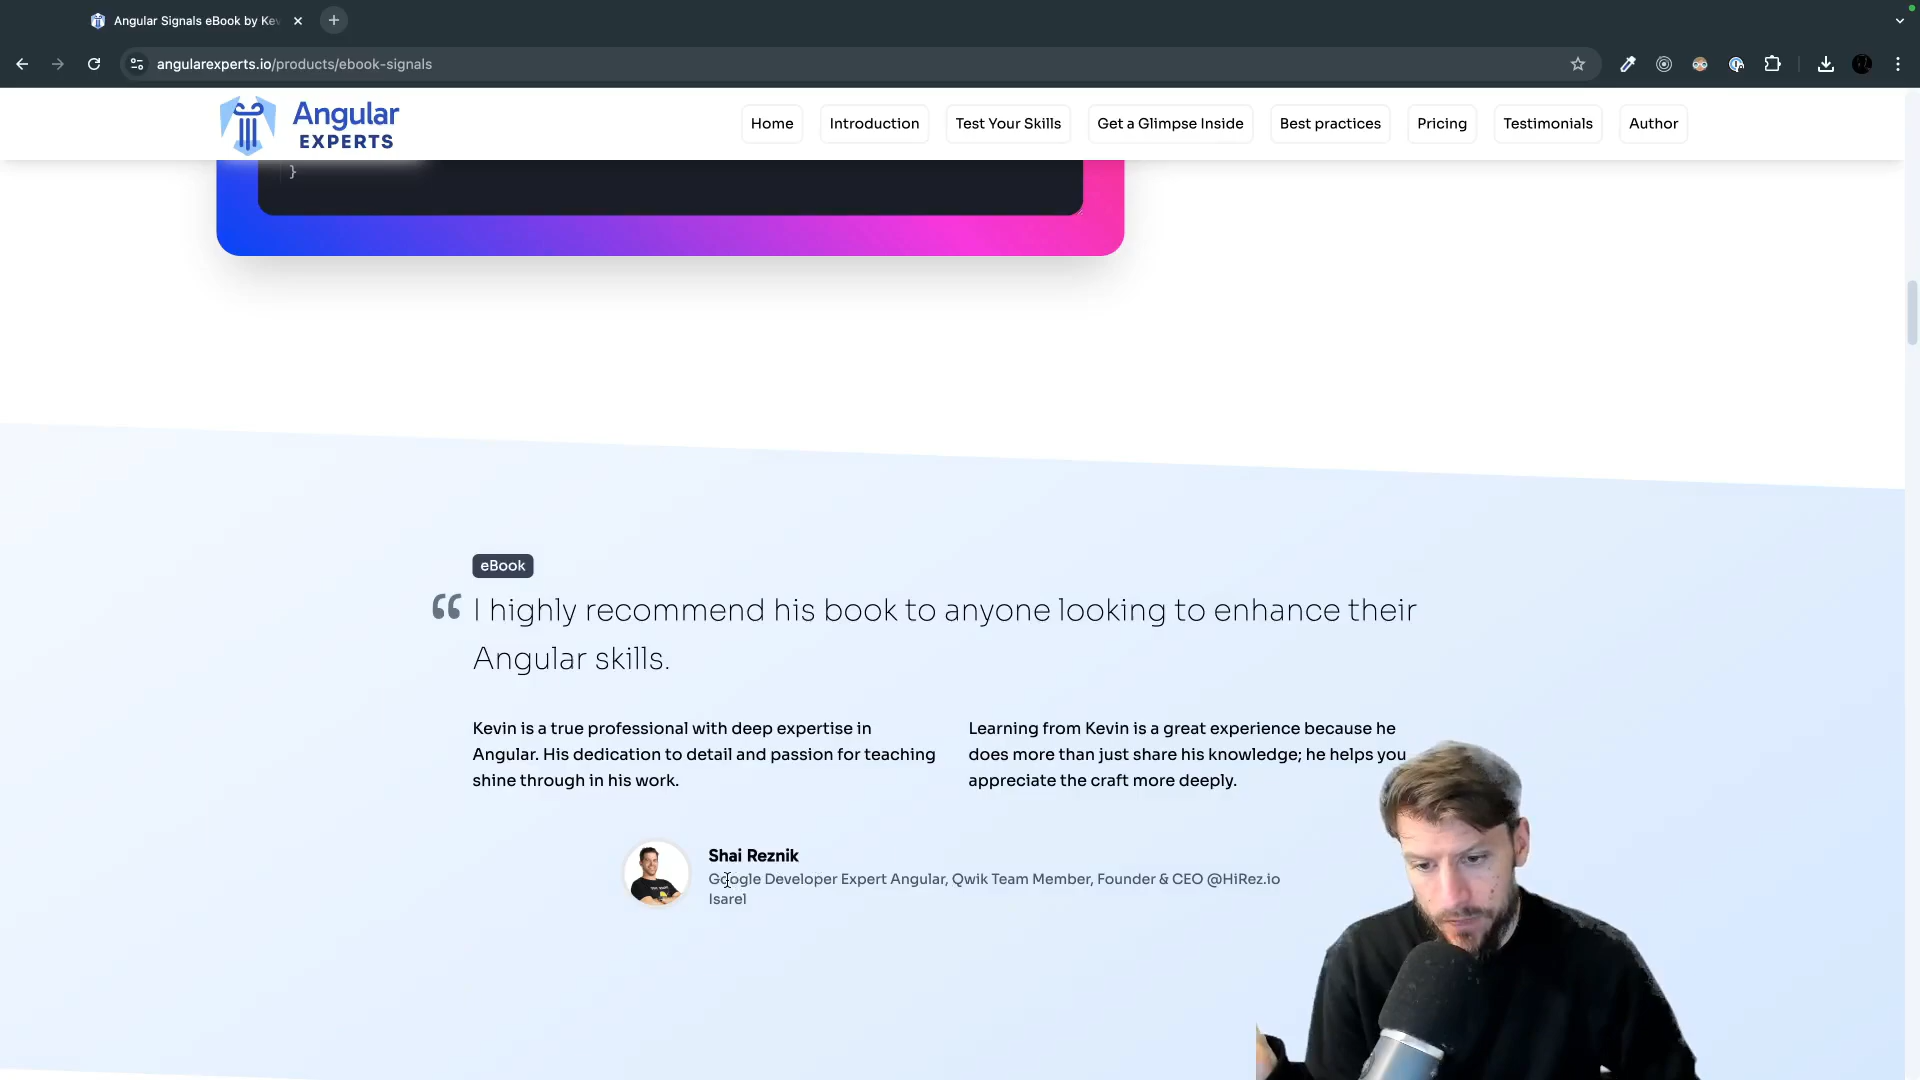 Angular Signals eBook by Kev
angularexperts.io/products/ebook-signals
Angular
EXPERTS
Home
Introduction
Test Your Skills
Get a Glimpse Inside
Best practices
Pricing
Testimonials
Author
}
eBook
“ I highly recommend his book to anyone looking to enhance their
Angular skills.
Kevin is a true professional with deep expertise in
Angular. His dedication to detail and passion for teaching
shine through in his work.
Learning from Kevin is a great experience because he
does more than just share his knowledge; he helps you
appreciate the craft more deeply.
Shai Reznik
Google Developer Expert Angular, Qwik Team Member, Founder & CEO @HiRez.io
Isarel